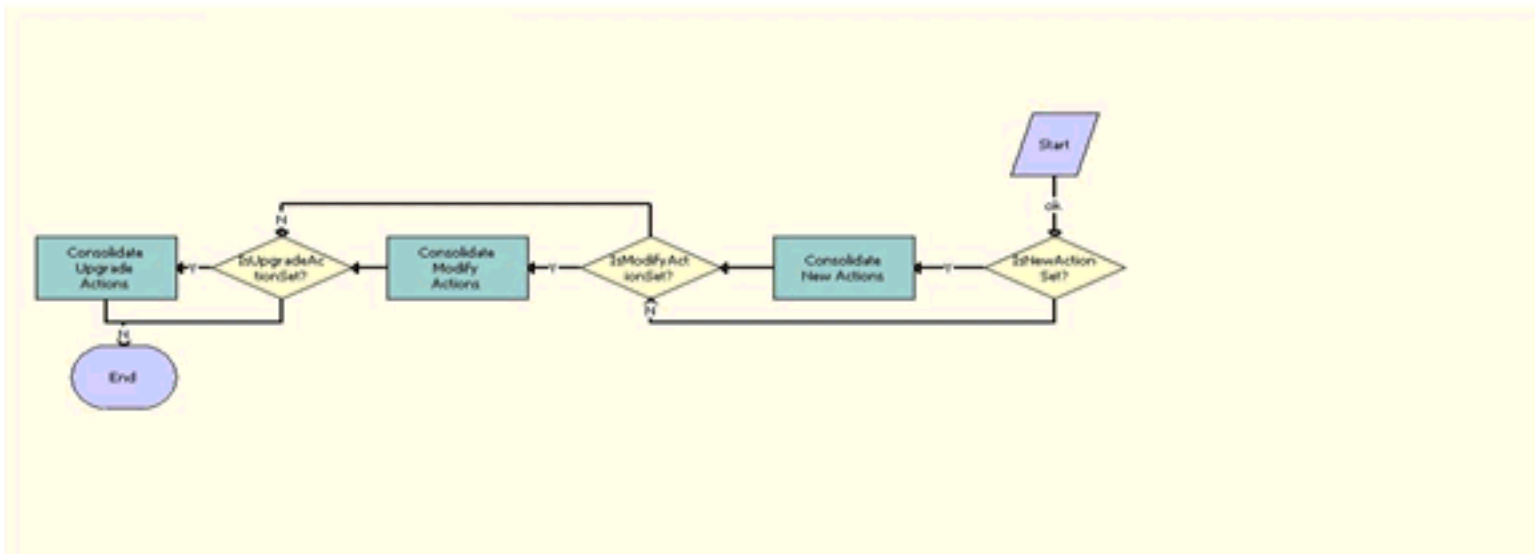 Start
ok
N
Consolidate
Upgrade
Actions
Y
IsUpgradeAc
tionSet?
Consolidate
Modify
Actions
Y
IsModifyAct
ionSet?
Consolidate
New Actions
Y
IsNewAction
Set?
N
N
End